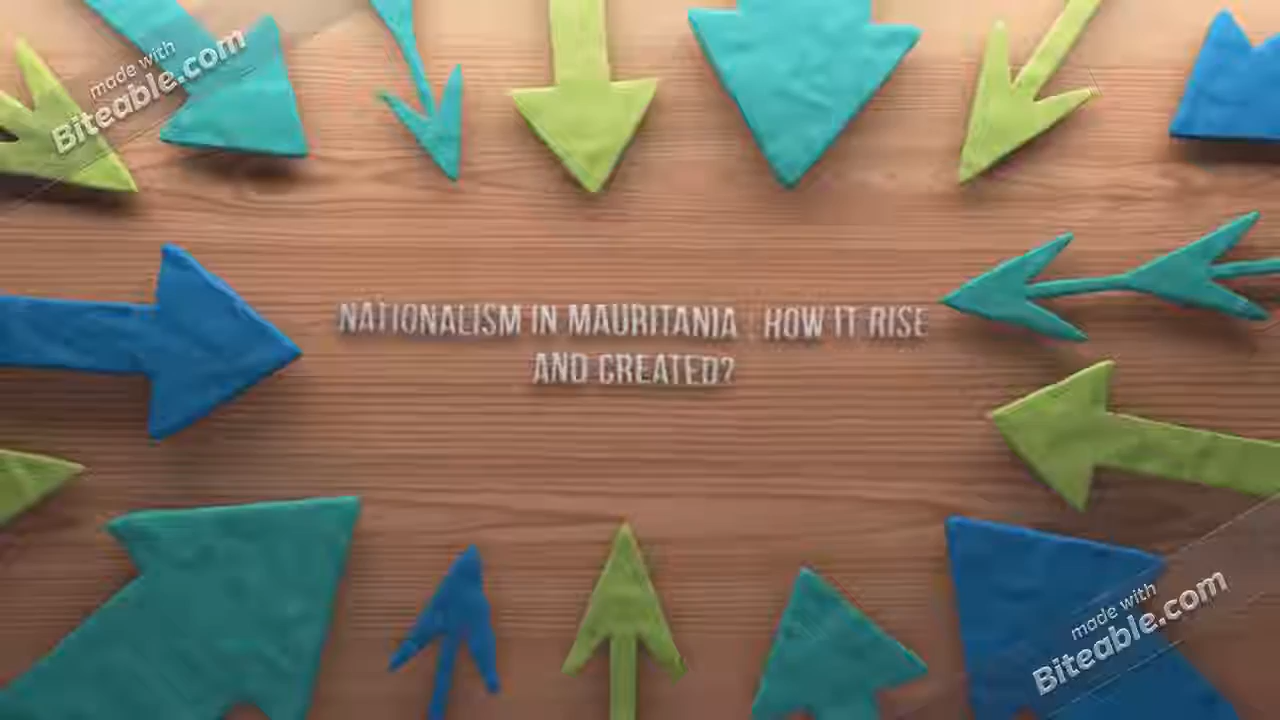 made with
Biteable.com
NATIONALISM IN MAURITANIA . HOW IT RISE
AND CREATED?
made with
Biteable.com